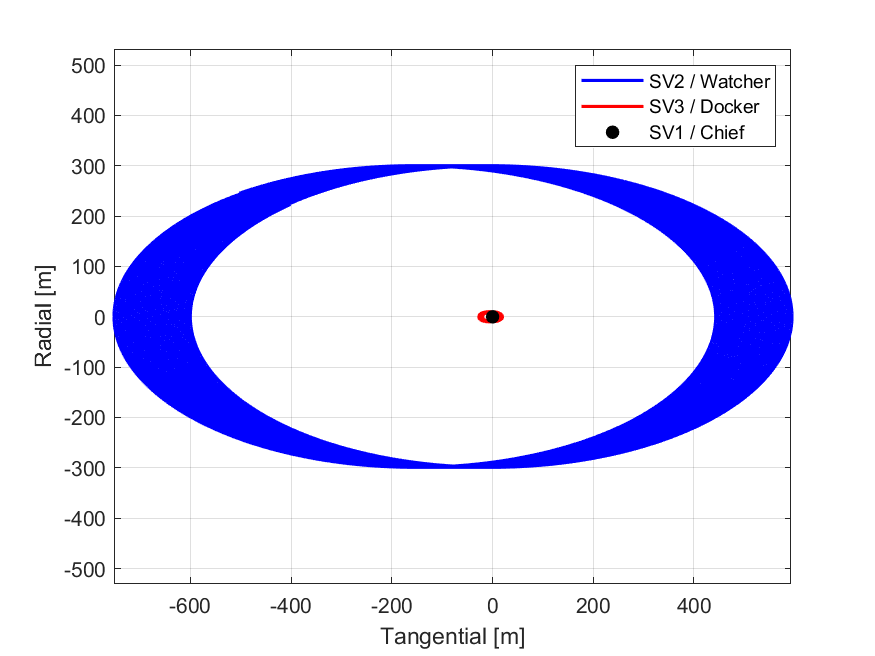 500
400
300
200
100
0
-100
-200
-300
-400
-500
Radial [m]
SV2 / Watcher
SV3 / Docker
SV1 / Chief
-600 -400 -200 0 200 400
Tangential [m]